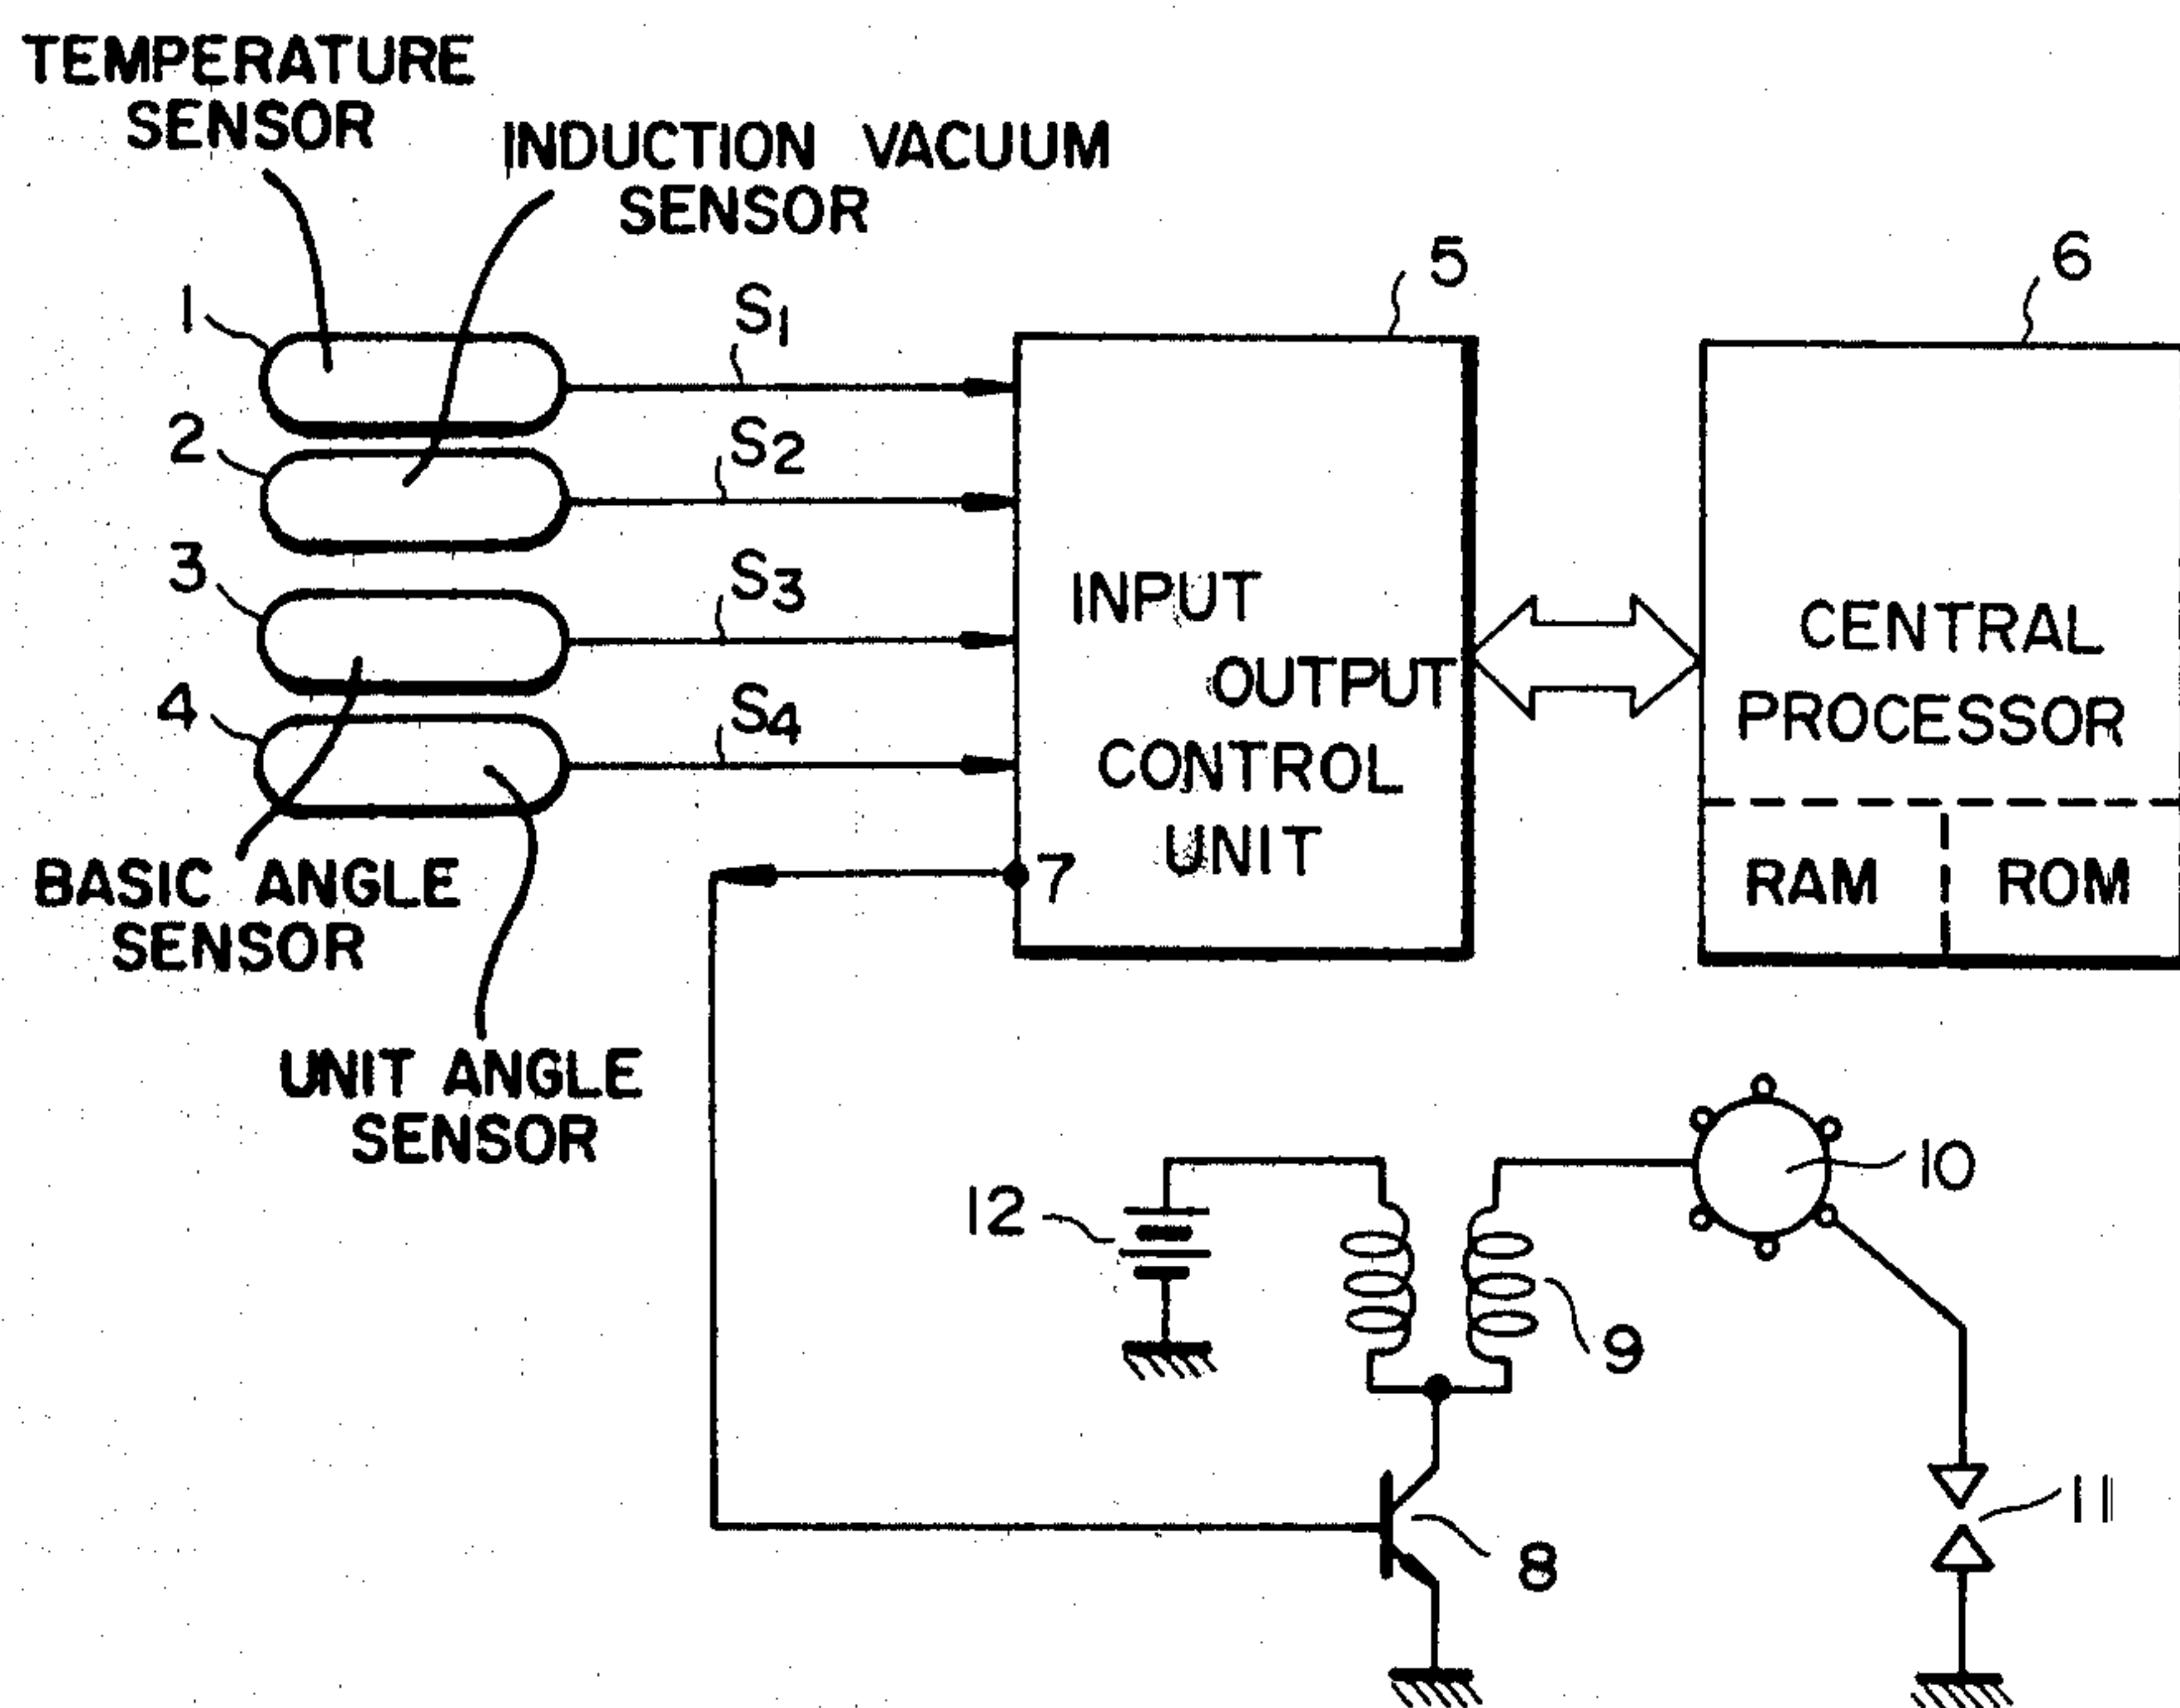 TEMPERATURE
SENSOR
INDUCTION VACUUM
SENSOR
1
S1
5
6
2
S2
3
S3
4
S4
INPUT
OUTPUT
CONTROL
UNIT
7
CENTRAL
PROCESSOR
RAM
ROM
BASIC ANGLE
SENSOR
UNIT ANGLE
SENSOR
12
10
9
8
11